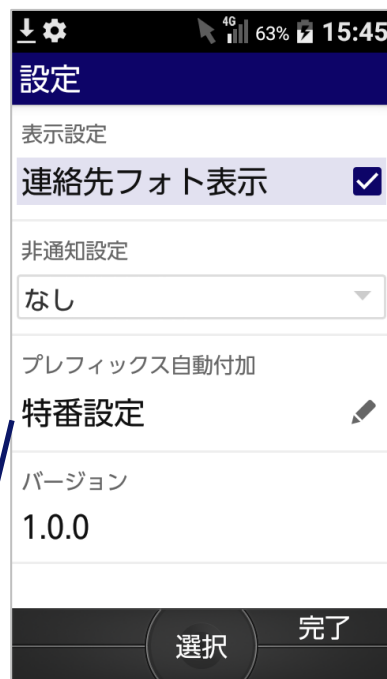 4G 63% 15:45
設定
表示設定
連絡先フォト表示
非通知設定
なし
プレフィックス自動付加
特番設定
バージョン
1.0.0
選択 完了